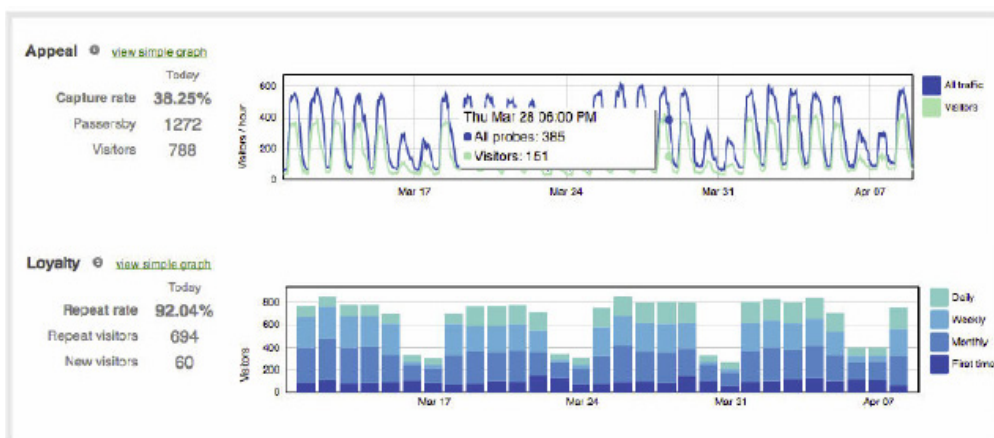 Appeal view simple graph
Today
Capture rate 38.25%
Passersby 1272
Visitors 788
Visitors / hour
600
400
200
0
Thu Mar 28 06:00 PM
All probes: 385
Visitors: 151
Mar 17
Mar 24
Mar 31
Apr 07
All traffic
Visitors
Loyalty view simple graph
Today
Repeat rate 92.04%
Repeat visitors 694
New visitors 60
Visitors
800
600
400
200
0
Mar 17
Mar 24
Mar 31
Apr 07
Daily
Weekly
Monthly
First time